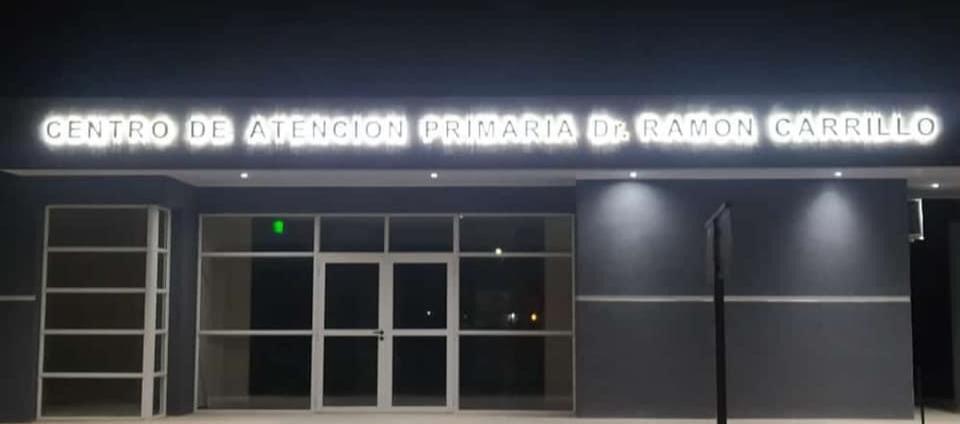 CENTRO DE ATENCION PRIMARIA Dr. RAMON CARRILLO